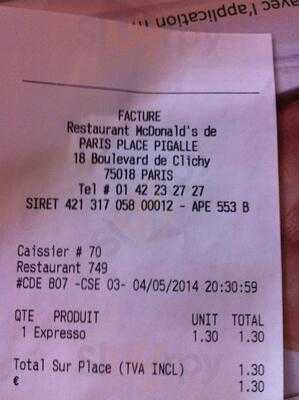 avec l'application
FACTURE
Restaurant McDonald's de
PARIS PLACE PIGALLE
18 Boulevard de Clichy
75018 PARIS
Tel # 01 42 23 27 27
SIRET 421 317 058 00012 - APE 553 B
Caissier # 70
Restaurant 749
#CDE 807 -CSE 03- 04/05/2014 20:30:59
QTE PRODUIT UNIT TOTAL
1 Expresso 1.30 1.30
Total Sur Place (TVA INCL) 1.30
€ 1.30